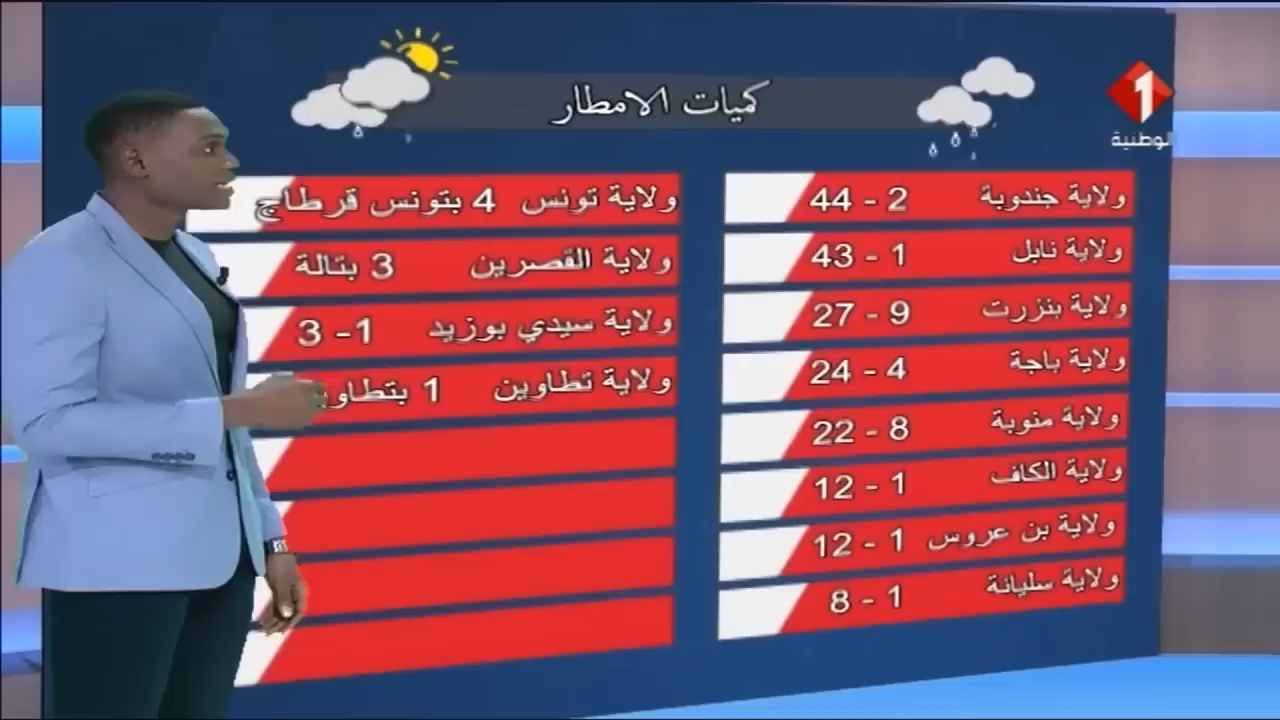 كميات الامطار
1
الوطنية
ولاية جندوبة 2 - 44
ولاية نابل 1 - 43
ولاية بنزرت 9 - 27
ولاية باجة 4 - 24
ولاية منوبة 8 - 22
ولاية الكاف 1 - 12
ولاية بن عروس 1 - 12
ولاية سليانة 1 - 8
ولاية تونس 4 بتونس قرطاج
ولاية القصرين 3 بتالة
ولاية سيدي بوزيد 1- 3
ولاية تطاوين 1